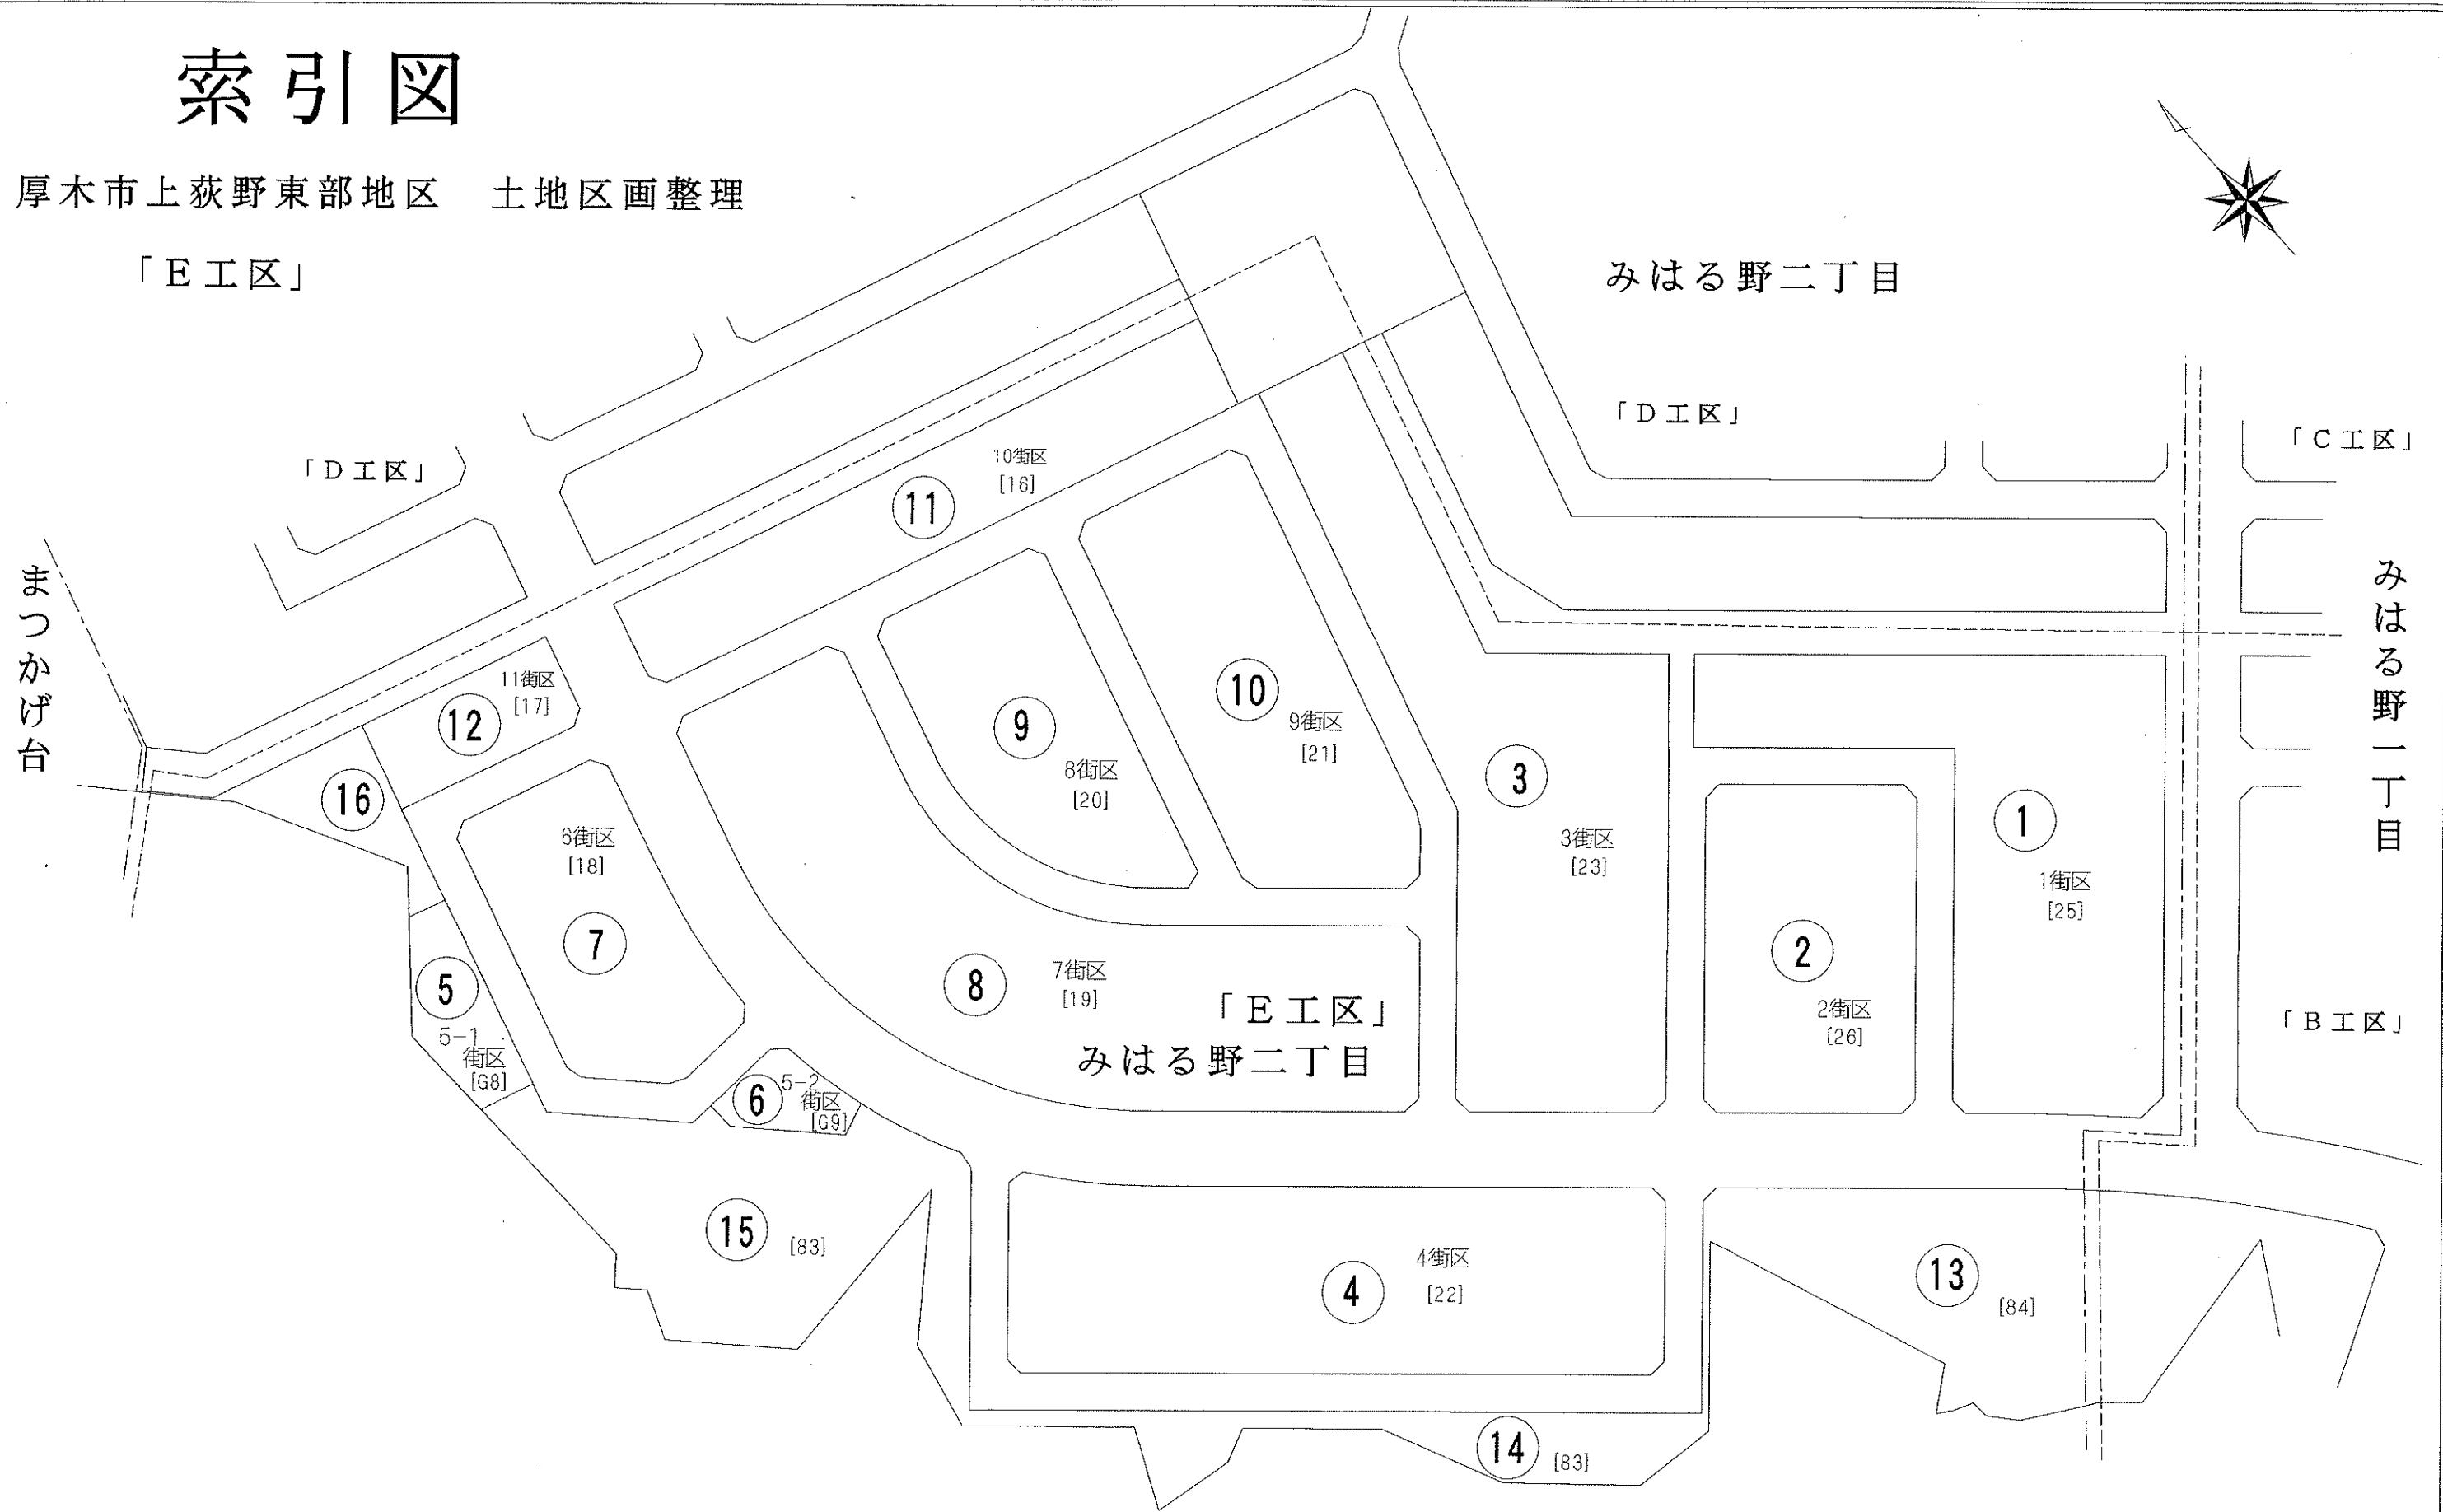 索引図
厚木市上荻野東部地区 土地区画整理
「E工区」
みはる野二丁目
「D工区」
「C工区」
「D工区」
10街区
[16]
11
まつかげ台
みはる野一丁目
11街区
[17]
12
16
9
8街区
[20]
10
9街区
[21]
3
3街区
[23]
1
1街区
[25]
6街区
[18]
7
2
2街区
[26]
8
7街区
[19]
「E工区」
みはる野二丁目
「B工区」
5
5-1
街区
[G8]
6
5-2
街区
[G9]
15
[83]
4
4街区
[22]
13
[84]
14
[83]